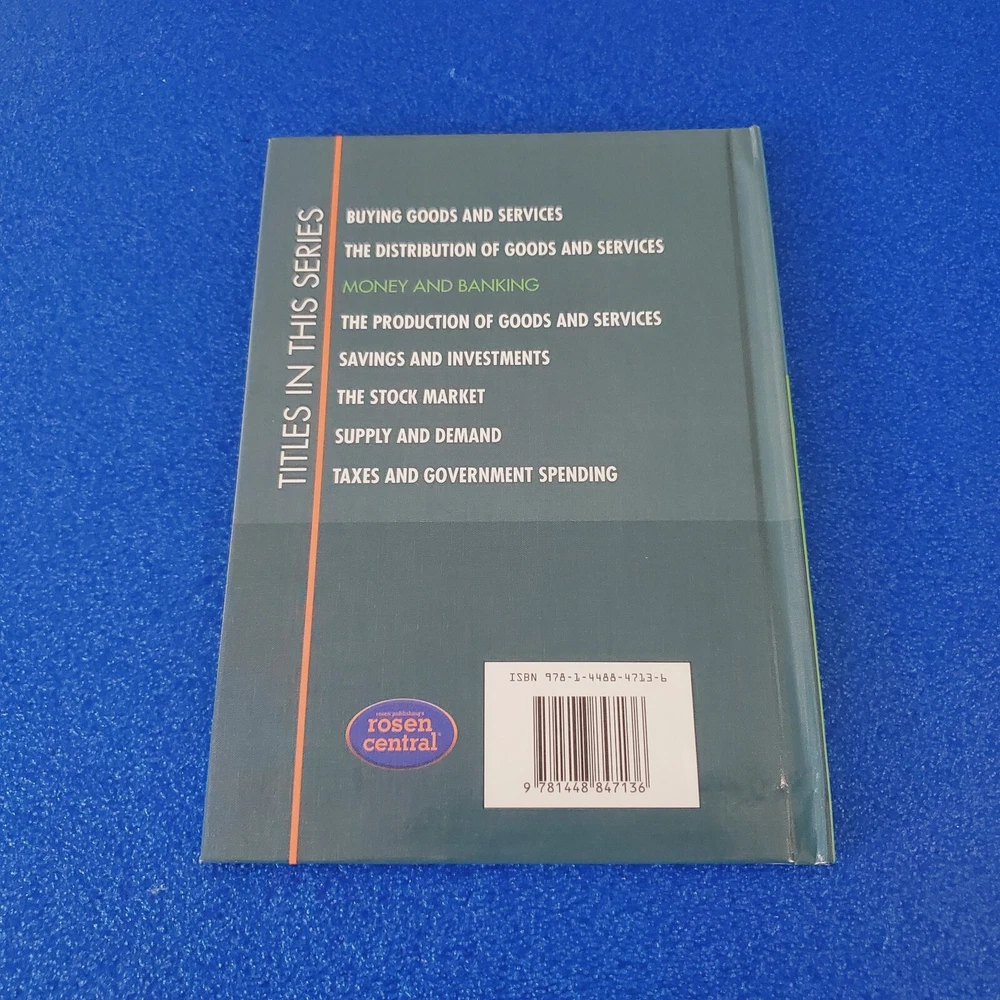 TITLES IN THIS SERIES
BUYING GOODS AND SERVICES
THE DISTRIBUTION OF GOODS AND SERVICES
MONEY AND BANKING
THE PRODUCTION OF GOODS AND SERVICES
SAVINGS AND INVESTMENTS
THE STOCK MARKET
SUPPLY AND DEMAND
TAXES AND GOVERNMENT SPENDING
rosen publishing's
rosen
central®
ISBN 978-1-4488-4713-6
9 781448 847136